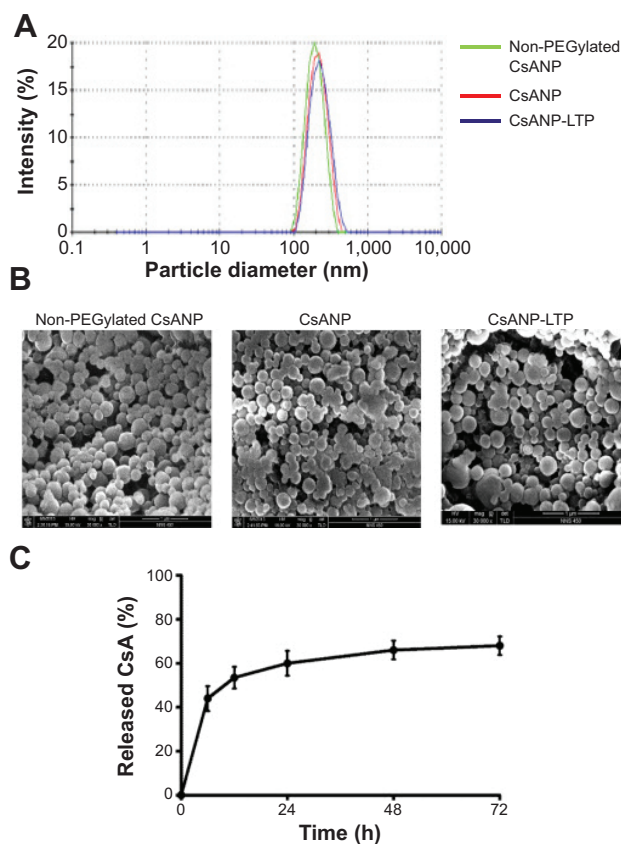 A
Intensity (%)
20
15
10
5
0
0.1
1
10
100
1,000
10,000
Particle diameter (nm)
Non-PEGylated
CsANP
CsANP
CsANP-LTP
B
Non-PEGylated CsANP
CsANP
CsANP-LTP
C
Released CsA (%)
100
80
60
40
20
0
0
24
48
72
Time (h)